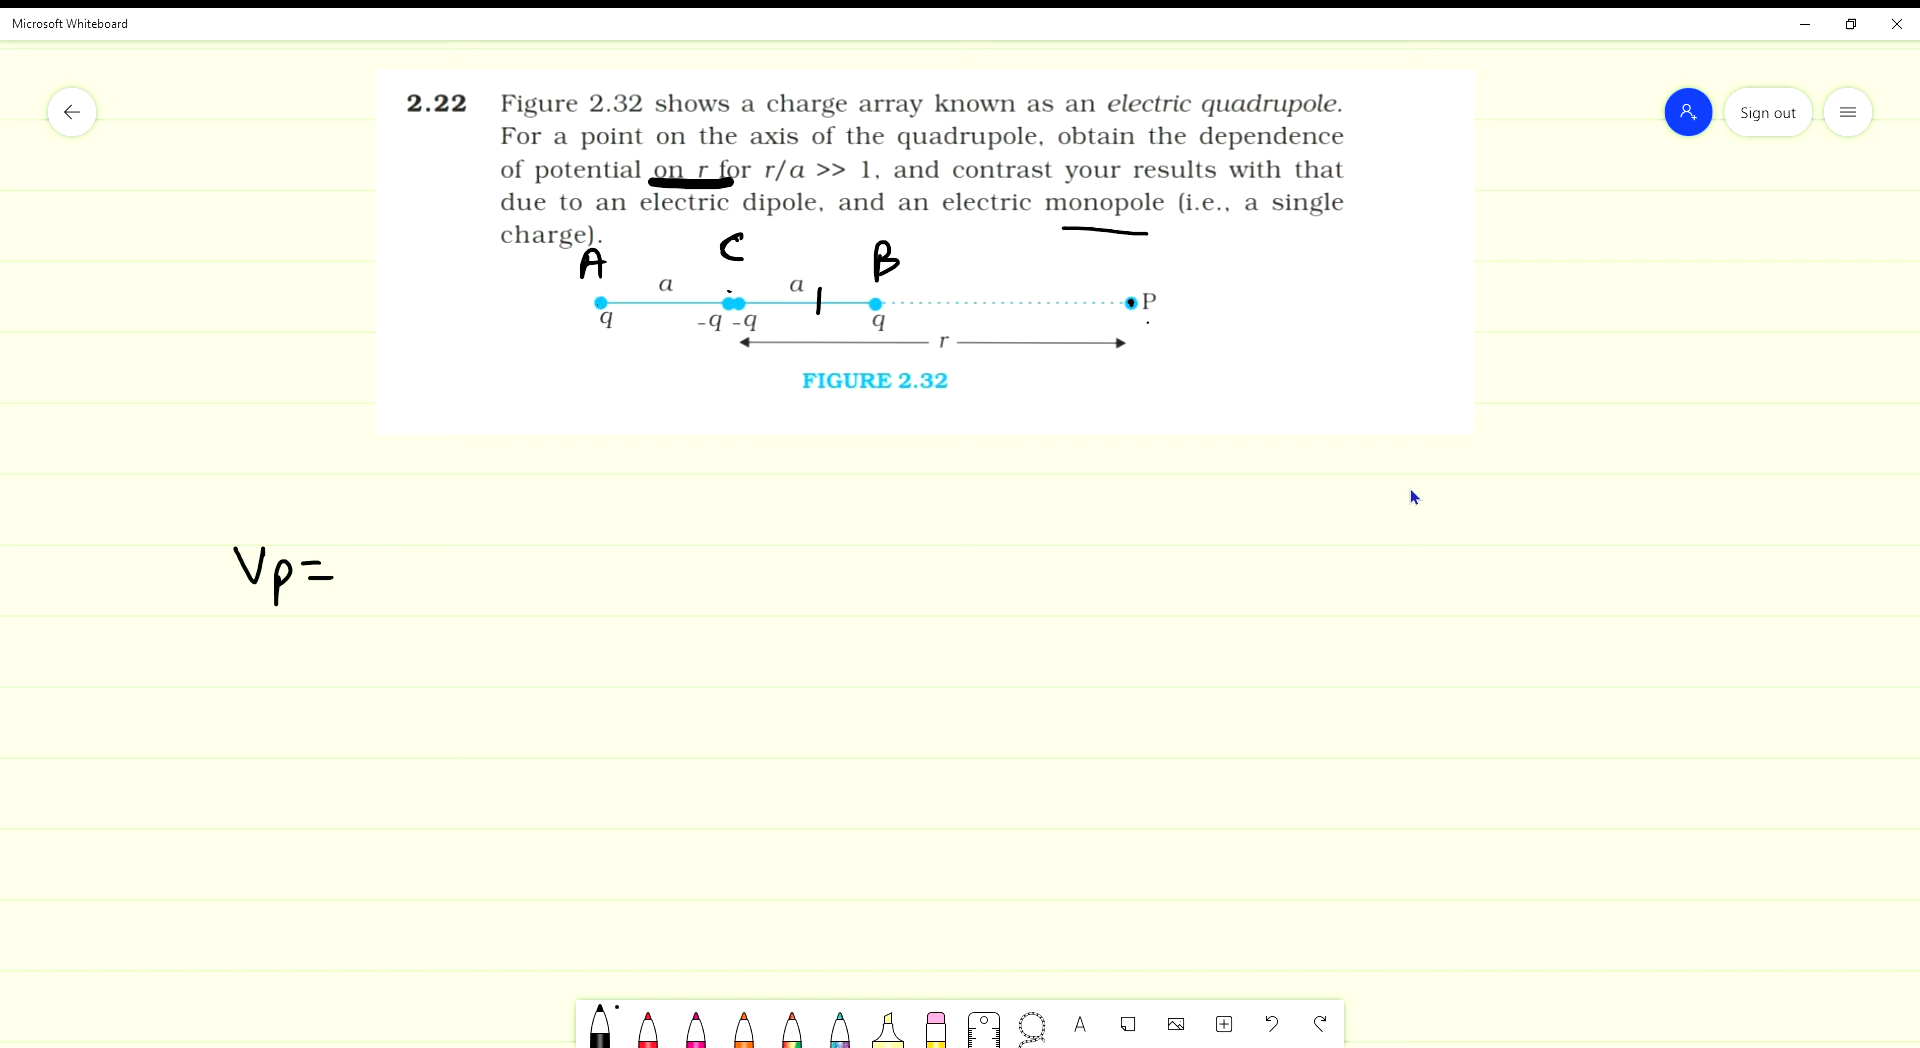 Microsoft Whiteboard
Sign out
2.22 Figure 2.32 shows a charge array known as an electric quadrupole.
For a point on the axis of the quadrupole, obtain the dependence
of potential on r for r/a >> 1, and contrast your results with that
due to an electric dipole, and an electric monopole (i.e., a single
charge).
A C B
a a
P
q -q -q q
r
FIGURE 2.32
Vp=
A